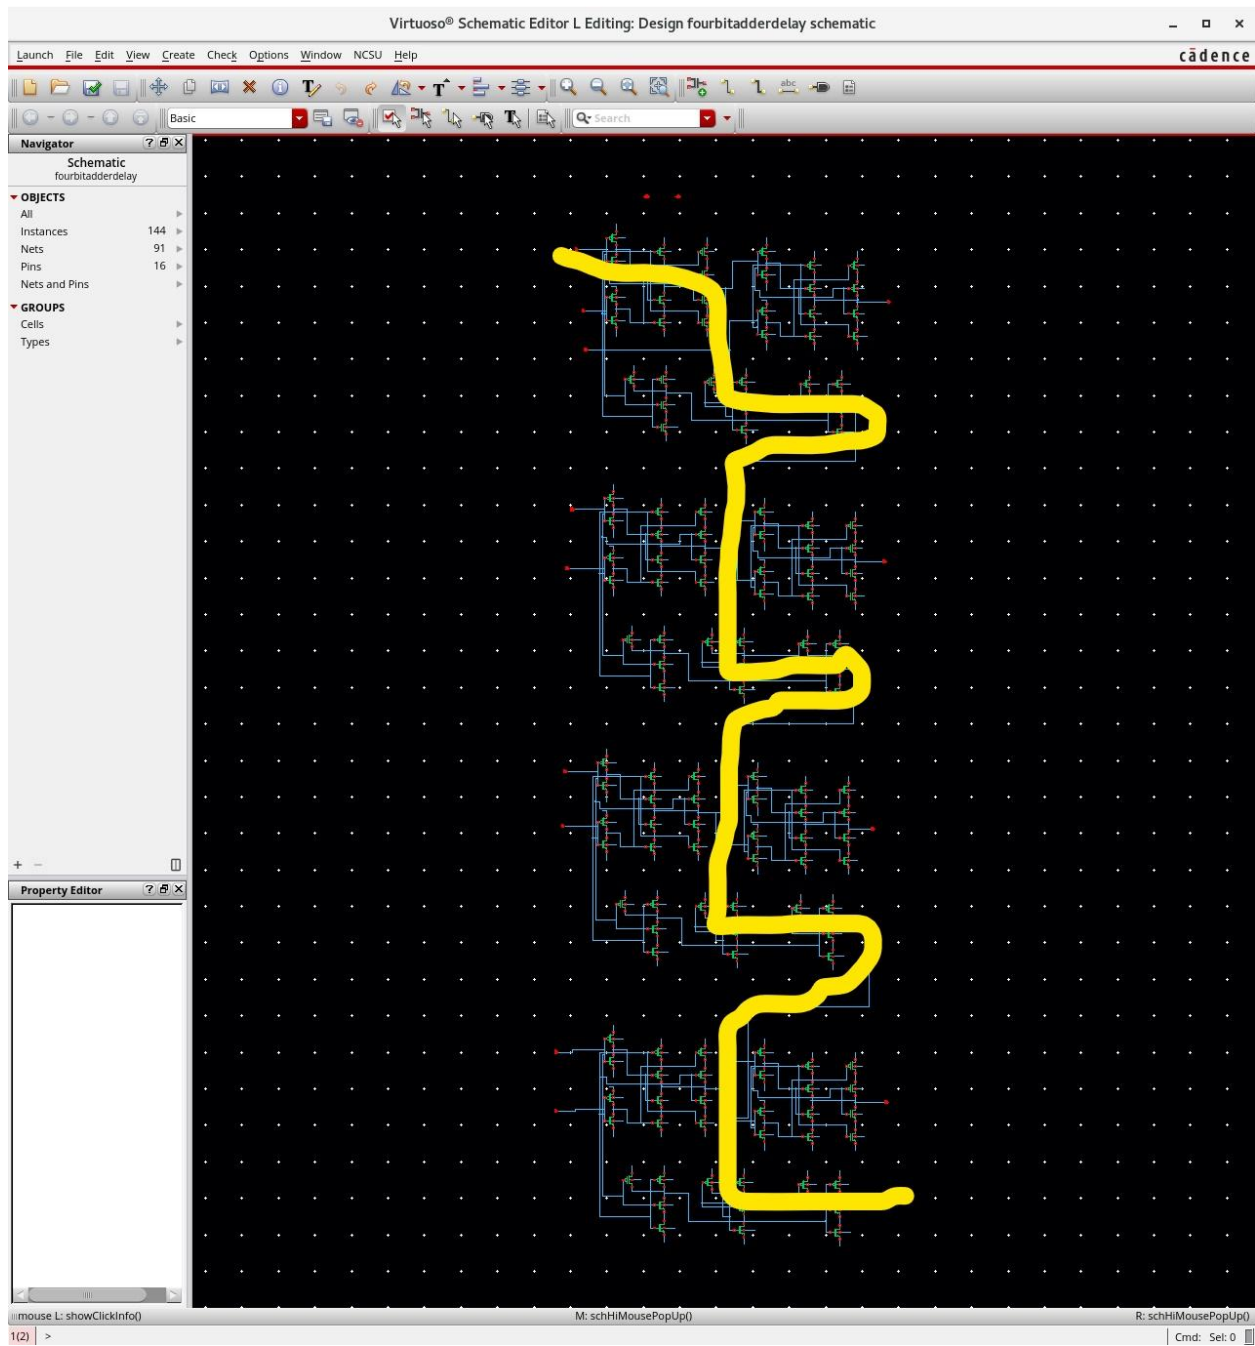 Virtuoso® Schematic Editor L Editing: Design fourbitadderdelay schematic
Launch File Edit View Create Check Options Window NCSU Help
cādence
Basic
Search
Navigator
Schematic
fourbitadderdelay
OBJECTS
All
Instances 144
Nets 91
Pins 16
Nets and Pins
GROUPS
Cells
Types
Property Editor
mouse L: showClickInfo() M: schHiMousePopUp() R: schHiMousePopUp()
1(2) > Cmd: Sel: 0